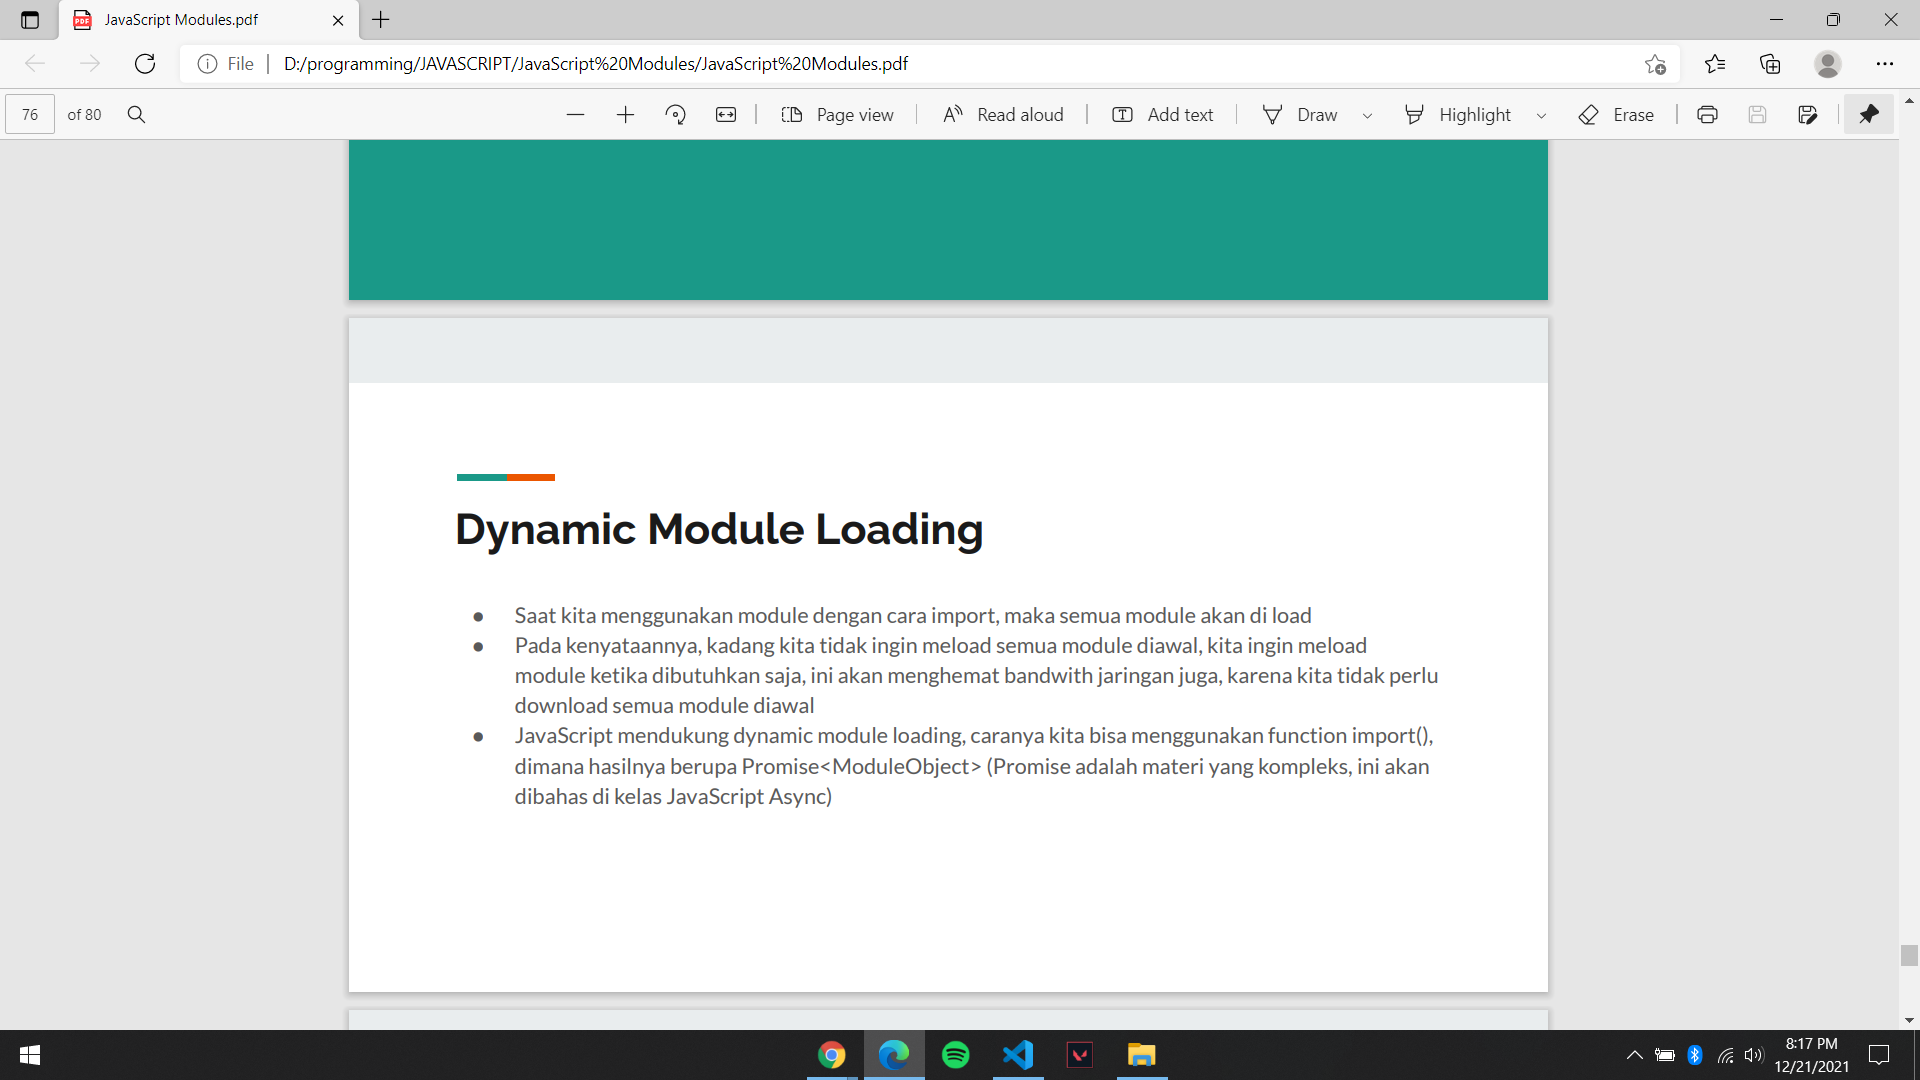 JavaScript Modules.pdf
File
D:/programming/JAVASCRIPT/JavaScript%20Modules/JavaScript%20Modules.pdf
76 of 80
Page view
Read aloud
Add text
Draw
Highlight
Erase
Dynamic Module Loading
● Saat kita menggunakan module dengan cara import, maka semua module akan di load
● Pada kenyataannya, kadang kita tidak ingin meload semua module diawal, kita ingin meload
module ketika dibutuhkan saja, ini akan menghemat bandwith jaringan juga, karena kita tidak perlu
download semua module diawal
● JavaScript mendukung dynamic module loading, caranya kita bisa menggunakan function import(),
dimana hasilnya berupa Promise<ModuleObject> (Promise adalah materi yang kompleks, ini akan
dibahas di kelas JavaScript Async)
8:17 PM
12/21/2021